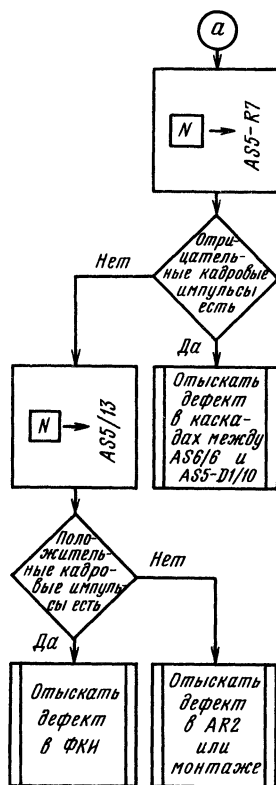 а
N
AS5-R7
Отри-
цатель-
ные кадровые
импульсы
есть
Нет
Да
N
AS5/13
Отыскать
дефект
в каска-
дах между
AS6/6 и
AS5-D1/10
Поло-
жительн-
ные кадро-
вые импуль-
сы есть
Нет
Да
Отыскать
дефект
в ФКИ
Отыскать
дефект
в AR2
или
монтаже